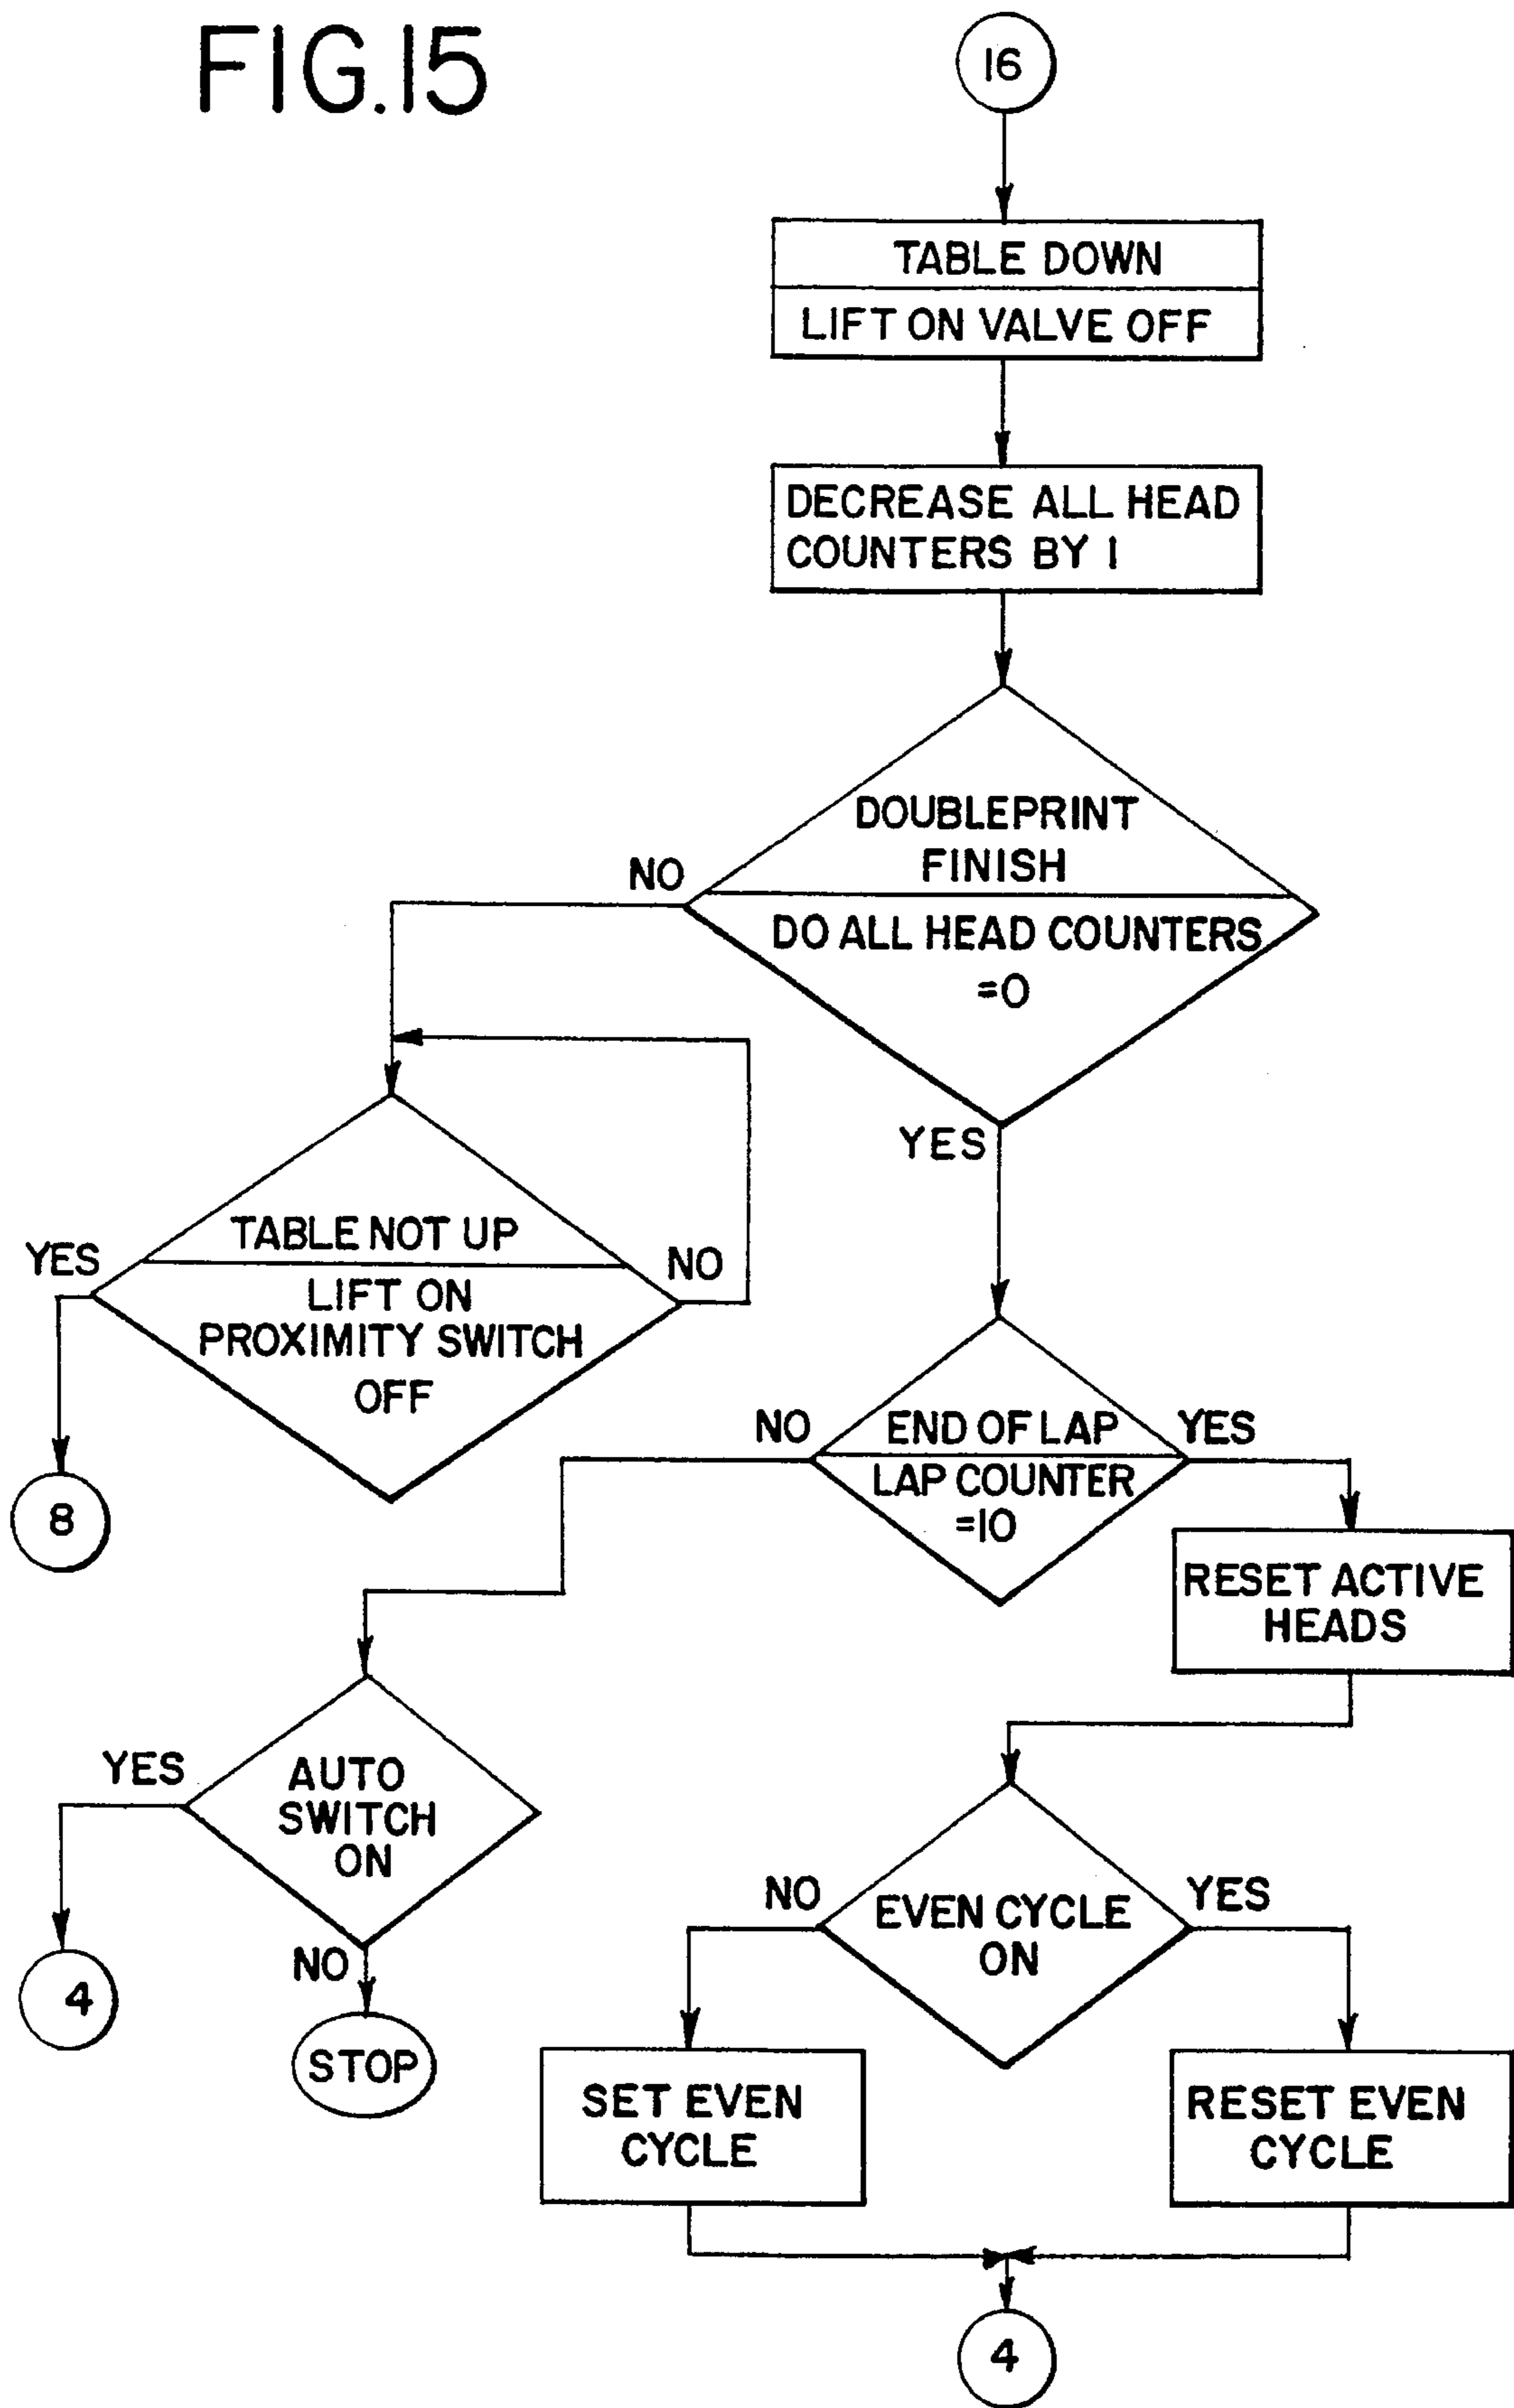 FIG.15
16
TABLE DOWN
LIFT ON VALVE OFF
DECREASE ALL HEAD
COUNTERS BY 1
DOUBLEPRINT
FINISH
NO
DO ALL HEAD COUNTERS
=0
YES
TABLE NOT UP
YES
NO
LIFT ON
PROXIMITY SWITCH
OFF
8
NO
END OF LAP
YES
LAP COUNTER
=10
RESET ACTIVE
HEADS
YES
AUTO
SWITCH
ON
NO
4
STOP
NO
EVEN CYCLE
ON
YES
SET EVEN
CYCLE
RESET EVEN
CYCLE
4